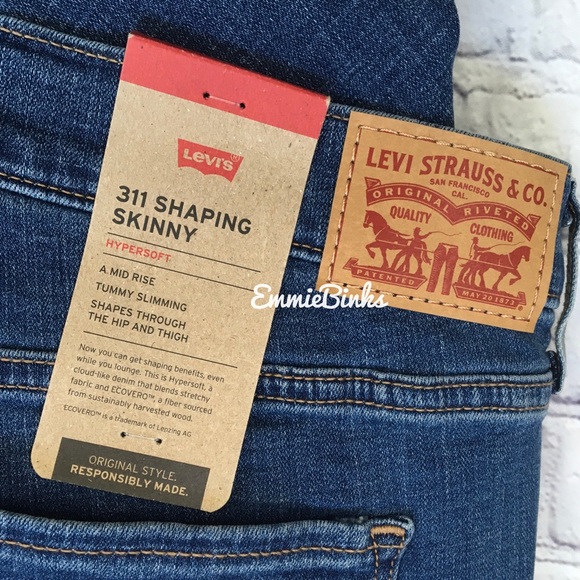 Levi's
311 SHAPING
SKINNY
HYPERSOFT
A MID RISE
TUMMY SLIMMING
SHAPES THROUGH
THE HIP AND THIGH
Now you can get shaping benefits, even
while you lounge. This is Hypersoft, a
cloud-like denim that blends stretchy
fabric and ECOVERO™, a fiber sourced
from sustainably harvested wood.
ECOVERO™ is a trademark of Lenzing AG
ORIGINAL STYLE.
RESPONSIBLY MADE.
LEVI STRAUSS & CO.
SAN FRANCISCO
CAL.
ORIGINAL RIVETED
QUALITY CLOTHING
PATENTED MAY 20 1873
EmmieBinks